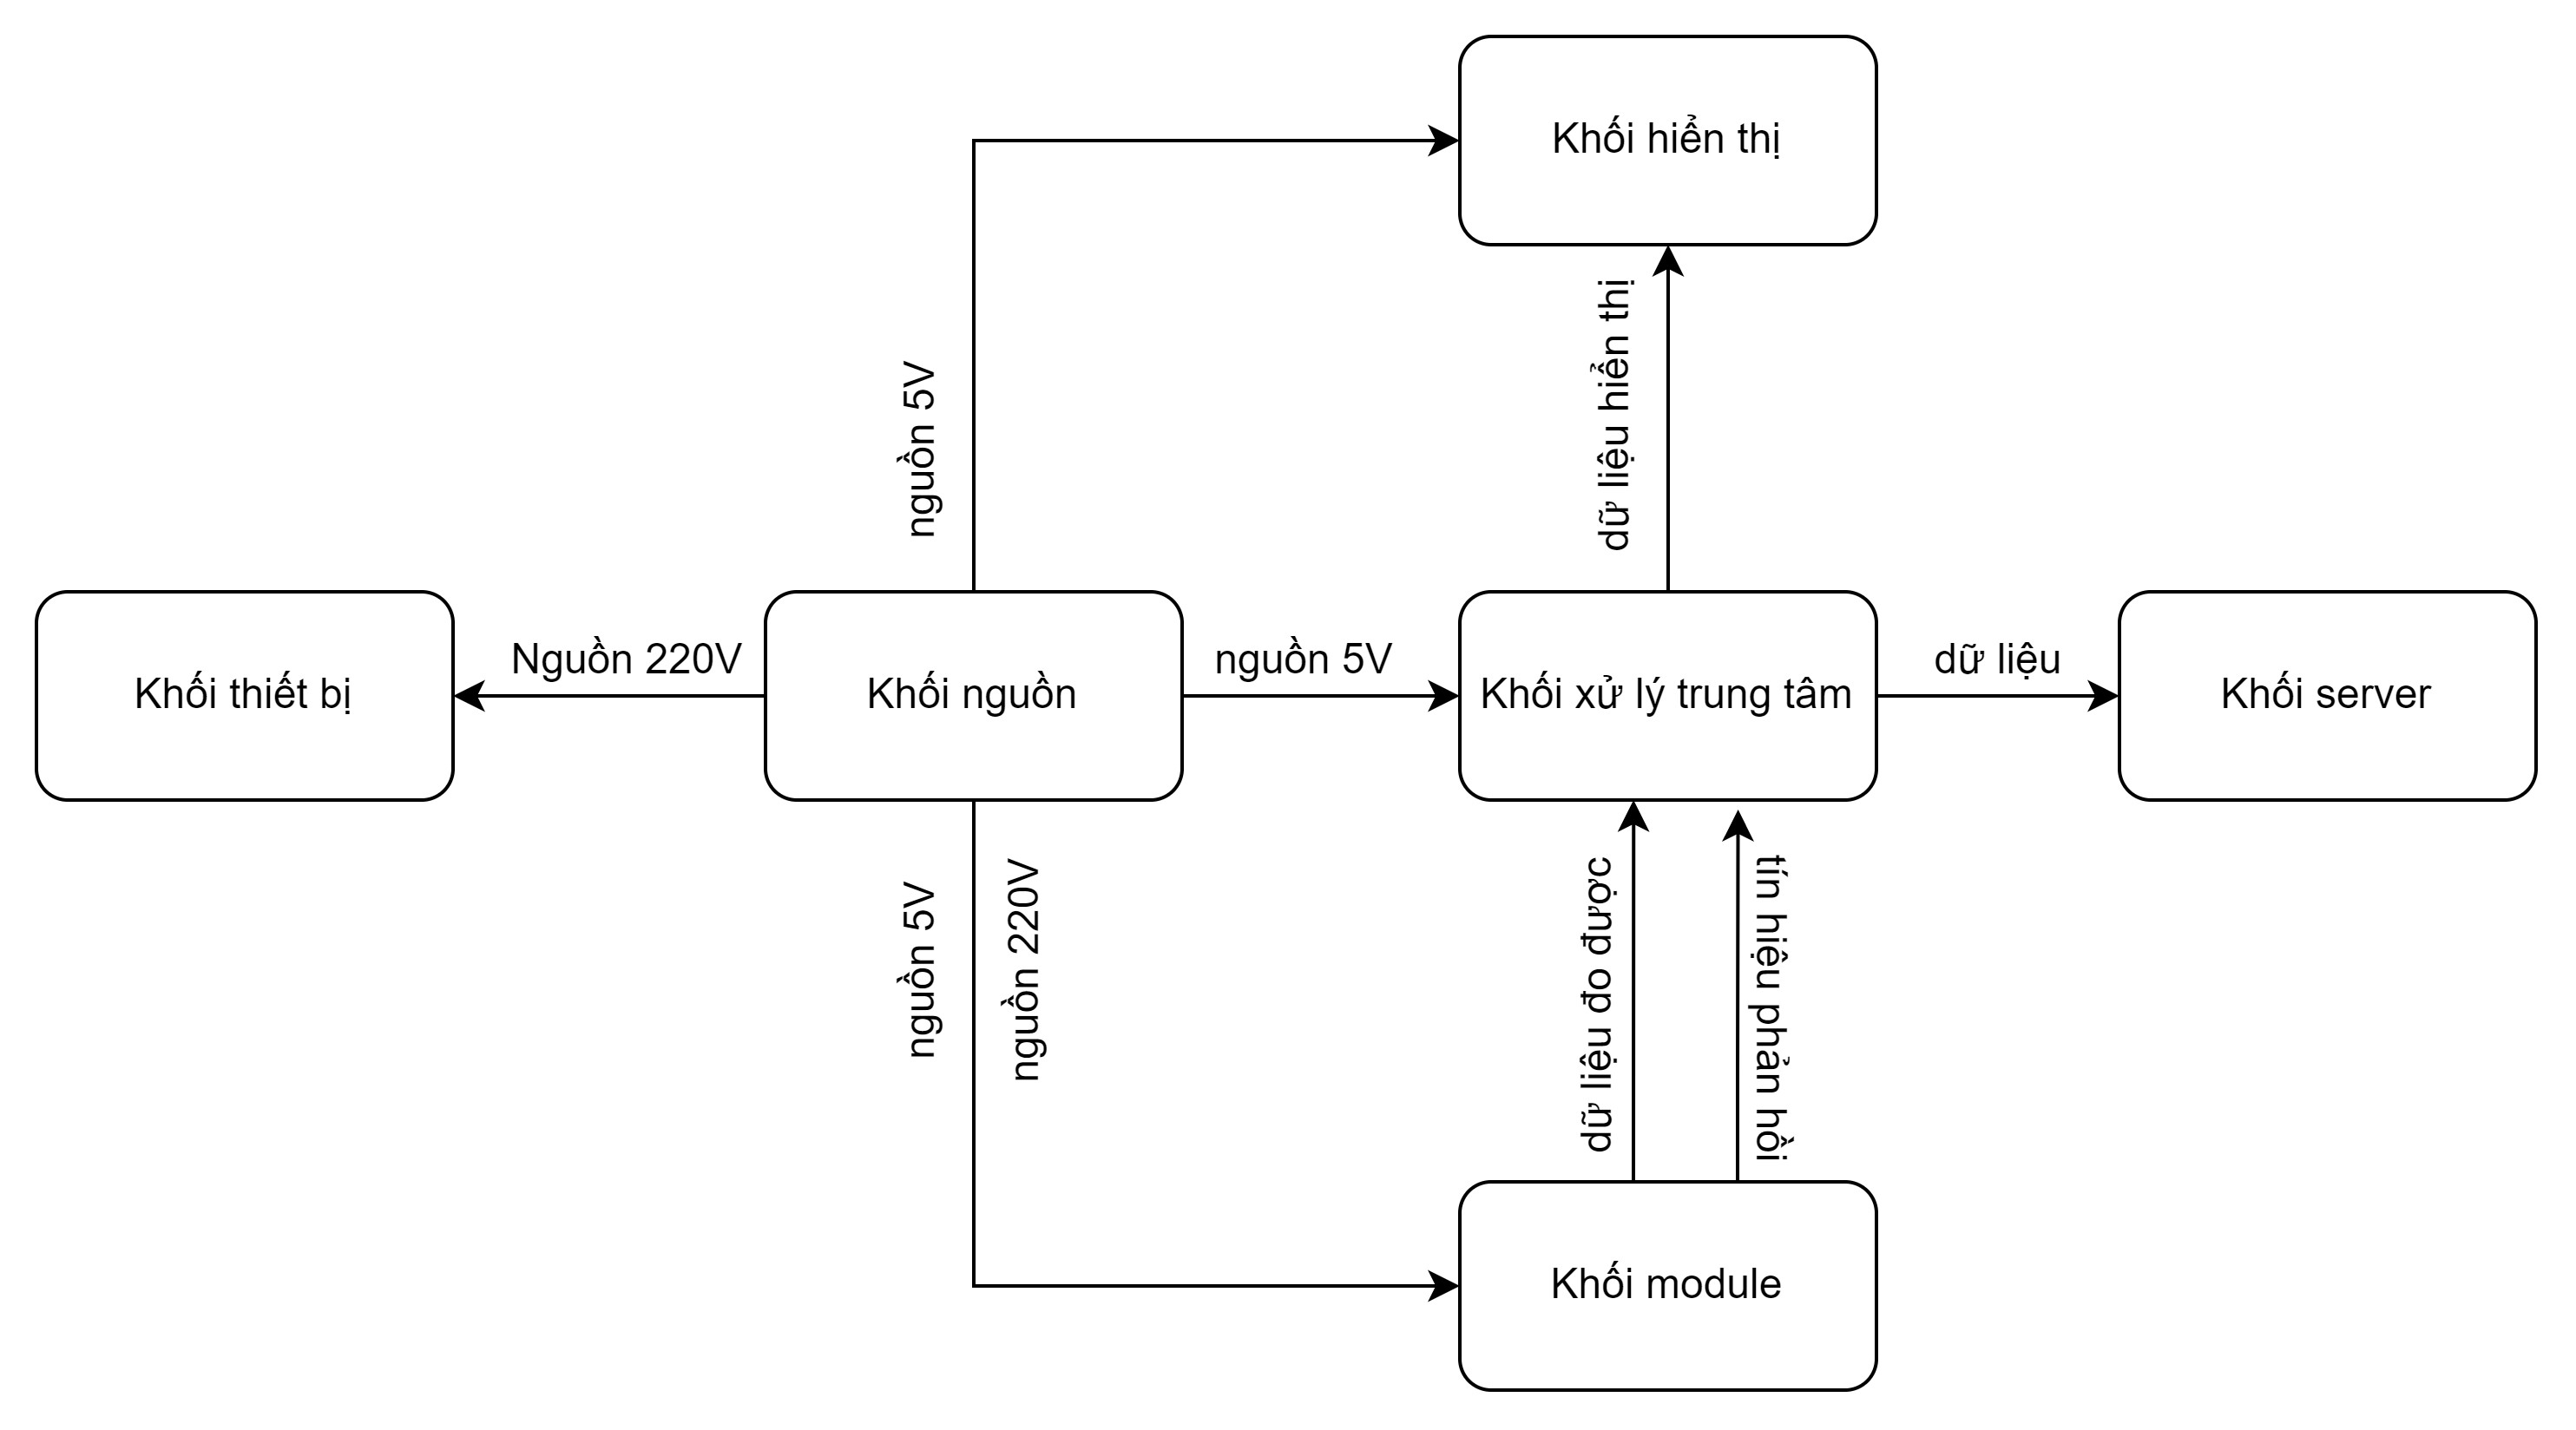 Khối hiển thị
nguồn 5V
dữ liệu hiển thị
Khối thiết bị
Nguồn 220V
Khối nguồn
nguồn 5V
Khối xử lý trung tâm
dữ liệu
Khối server
nguồn 5V
nguồn 220V
dữ liệu đo được
tín hiệu phản hồi
Khối module